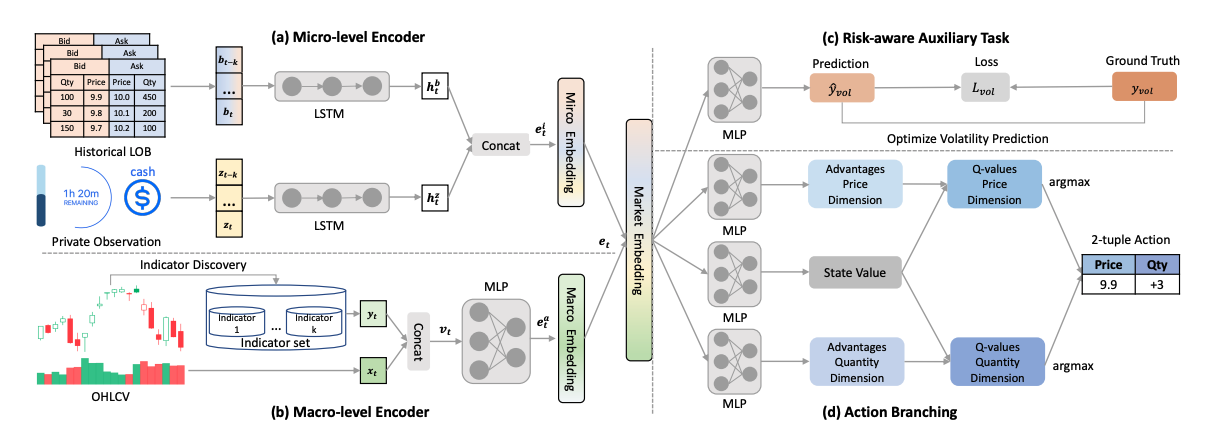 (a) Micro-level Encoder
Bid Ask
Bid Ask
Bid Ask
Qty Price Price Qty
100 9.9 10.0 450
30 9.8 10.1 200
150 9.7 10.2 100
Historical LOB
b_{t-k}
...
b_t
LSTM
h_t^b
1h 20m
REMAINING
cash
$
Private Observation
z_{t-k}
...
z_t
LSTM
h_t^z
Concat
e_t^i
Mirco Embedding
Indicator Discovery
Indicator
1
...
Indicator
k
Indicator set
OHLCV
y_t
x_t
Concat
v_t
MLP
e_t^a
Marco Embedding
(b) Macro-level Encoder
e_t
Market Embedding
(c) Risk-aware Auxiliary Task
MLP
Prediction
ŷ_{vol}
Loss
L_{vol}
Ground Truth
y_{vol}
Optimize Volatility Prediction
MLP
Advantages
Price
Dimension
Q-values
Price
Dimension
argmax
MLP
State Value
2-tuple Action
Price Qty
9.9 +3
MLP
Advantages
Quantity
Dimension
Q-values
Quantity
Dimension
argmax
(d) Action Branching